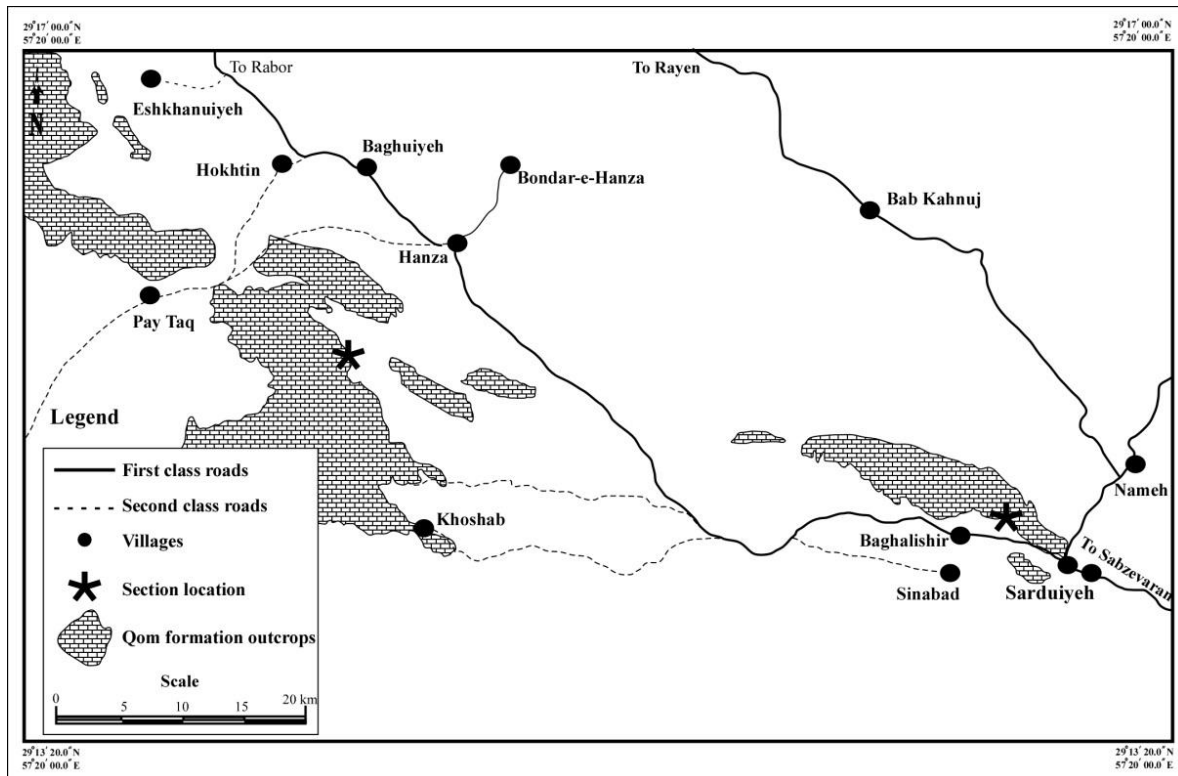 29° 17' 00.0" N
57° 20' 00.0" E
29° 17' 00.0" N
57° 20' 00.0" E
To Rabor
To Rayen
Eshkhanuiyeh
N
Hokhtin
Baghuiyeh
Bondar-e-Hanza
Bab Kahnuj
Hanza
Pay Taq
Nameh
Khoshab
Baghalishir
Sinabad
Sarduiyeh
To Sabzevaran
Legend
First class roads
Second class roads
Villages
Section location
Qom formation outcrops
Scale
0 5 10 15 20 km
29° 13' 20.0" N
57° 20' 00.0" E
29° 13' 20.0" N
57° 20' 00.0" E